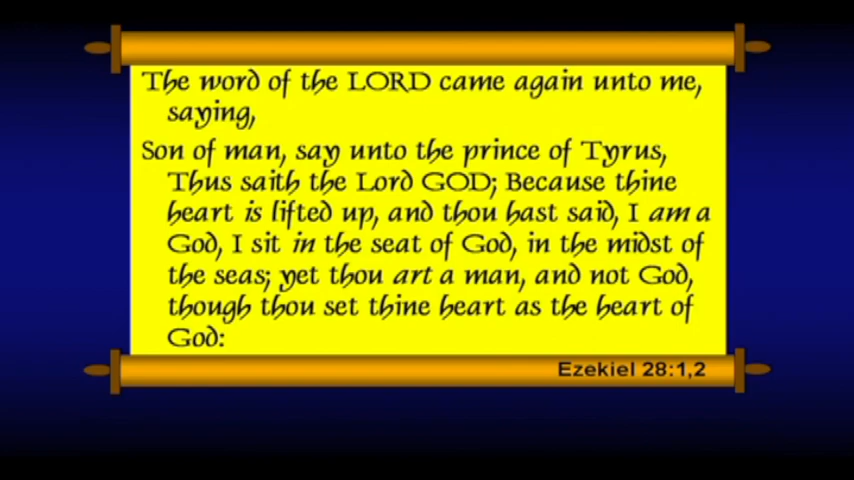 The word of the LORD came again unto me,
saying,
Son of man, say unto the prince of Tyrus,
Thus saith the Lord GOD; Because thine
heart is lifted up, and thou hast said, I am a
God, I sit in the seat of God, in the midst of
the seas; yet thou art a man, and not God,
though thou set thine heart as the heart of
God:
Ezekiel 28:1,2